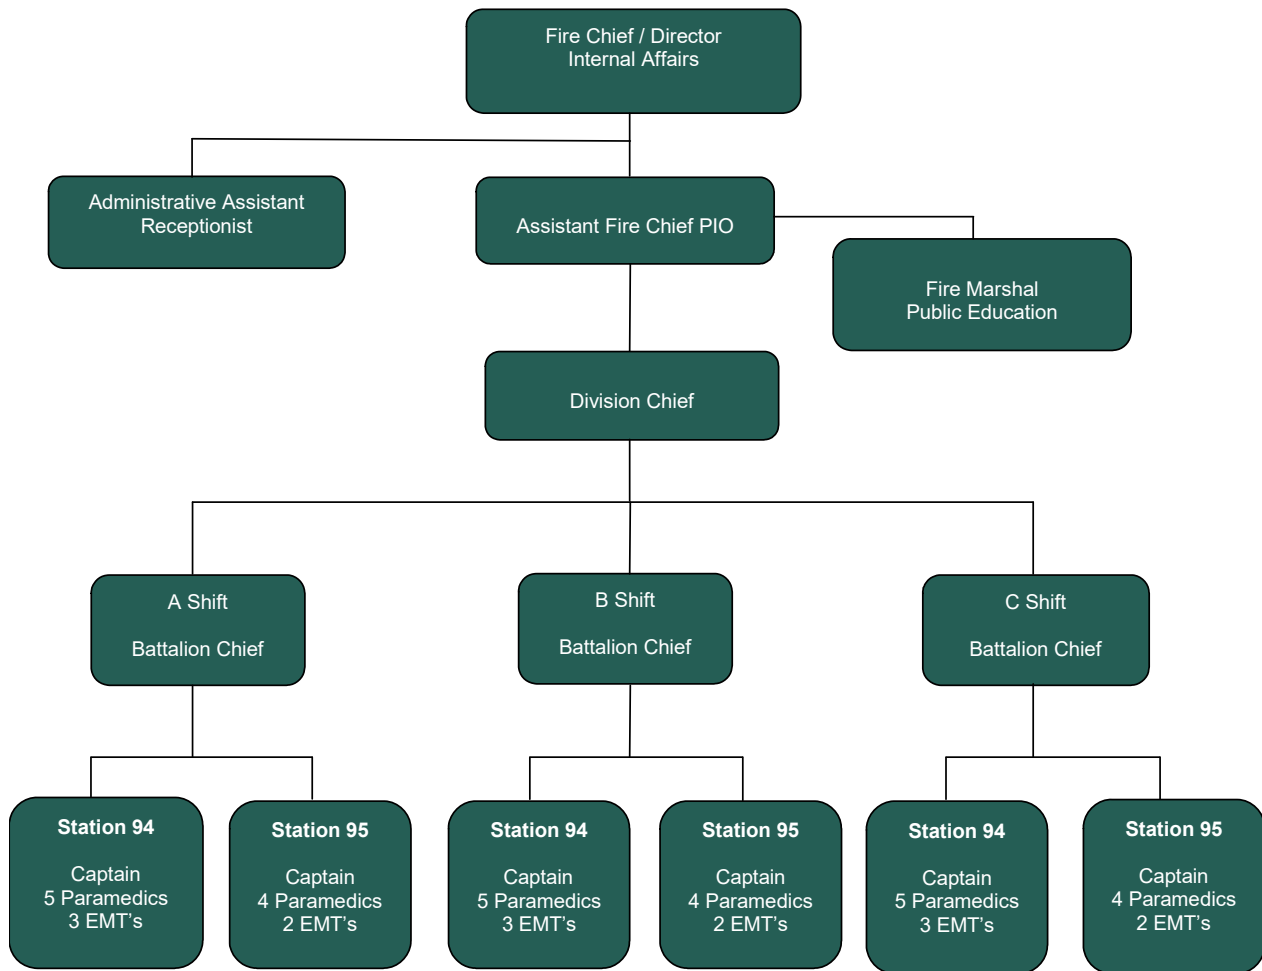 Fire Chief / Director
Internal Affairs
Administrative Assistant
Receptionist
Assistant Fire Chief PIO
Fire Marshal
Public Education
Division Chief
A Shift
Battalion Chief
B Shift
Battalion Chief
C Shift
Battalion Chief
Station 94
Captain
5 Paramedics
3 EMT’s
Station 95
Captain
4 Paramedics
2 EMT’s
Station 94
Captain
5 Paramedics
3 EMT’s
Station 95
Captain
4 Paramedics
2 EMT’s
Station 94
Captain
5 Paramedics
3 EMT’s
Station 95
Captain
4 Paramedics
2 EMT’s